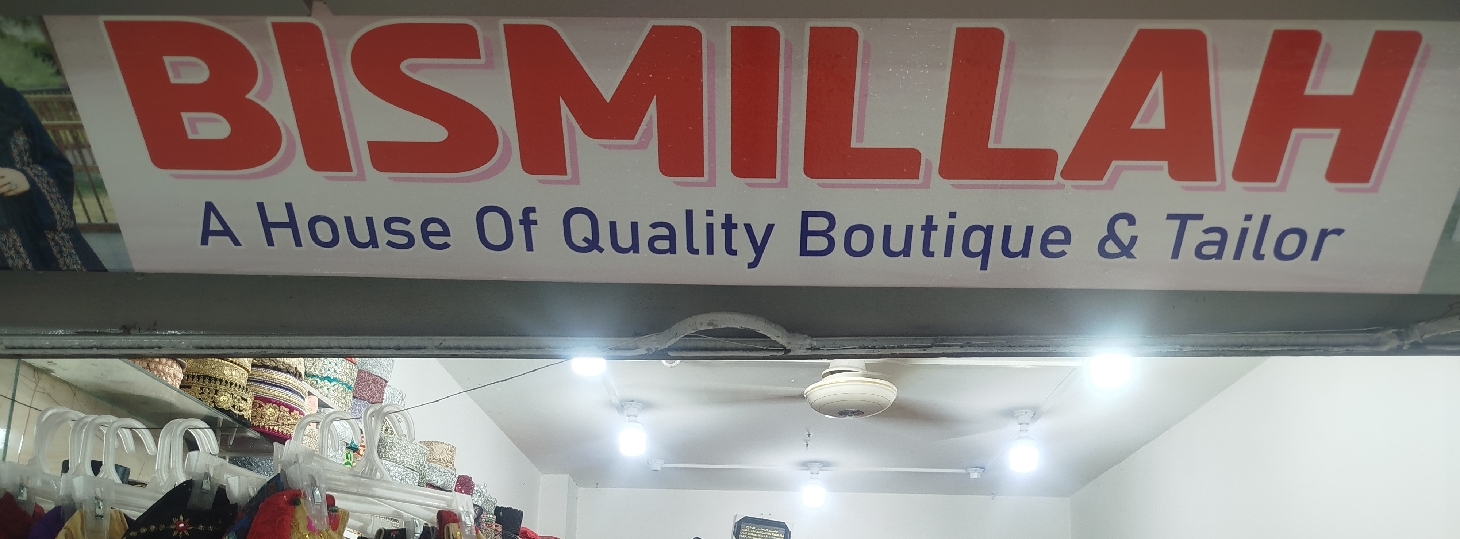 BISMILLAH
A House Of Quality Boutique & Tailor